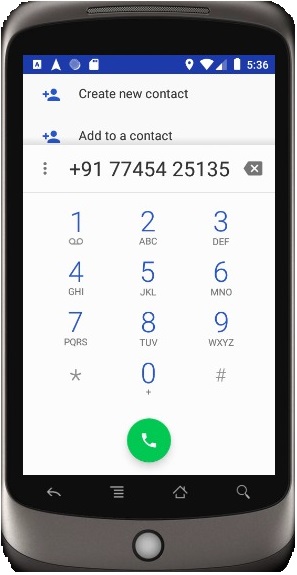 5:36
Create new contact
Add to a contact
+91 77454 25135
1 2 3
ABC DEF
4 5 6
GHI JKL MNO
7 8 9
PQRS TUV WXYZ
* 0 #
+